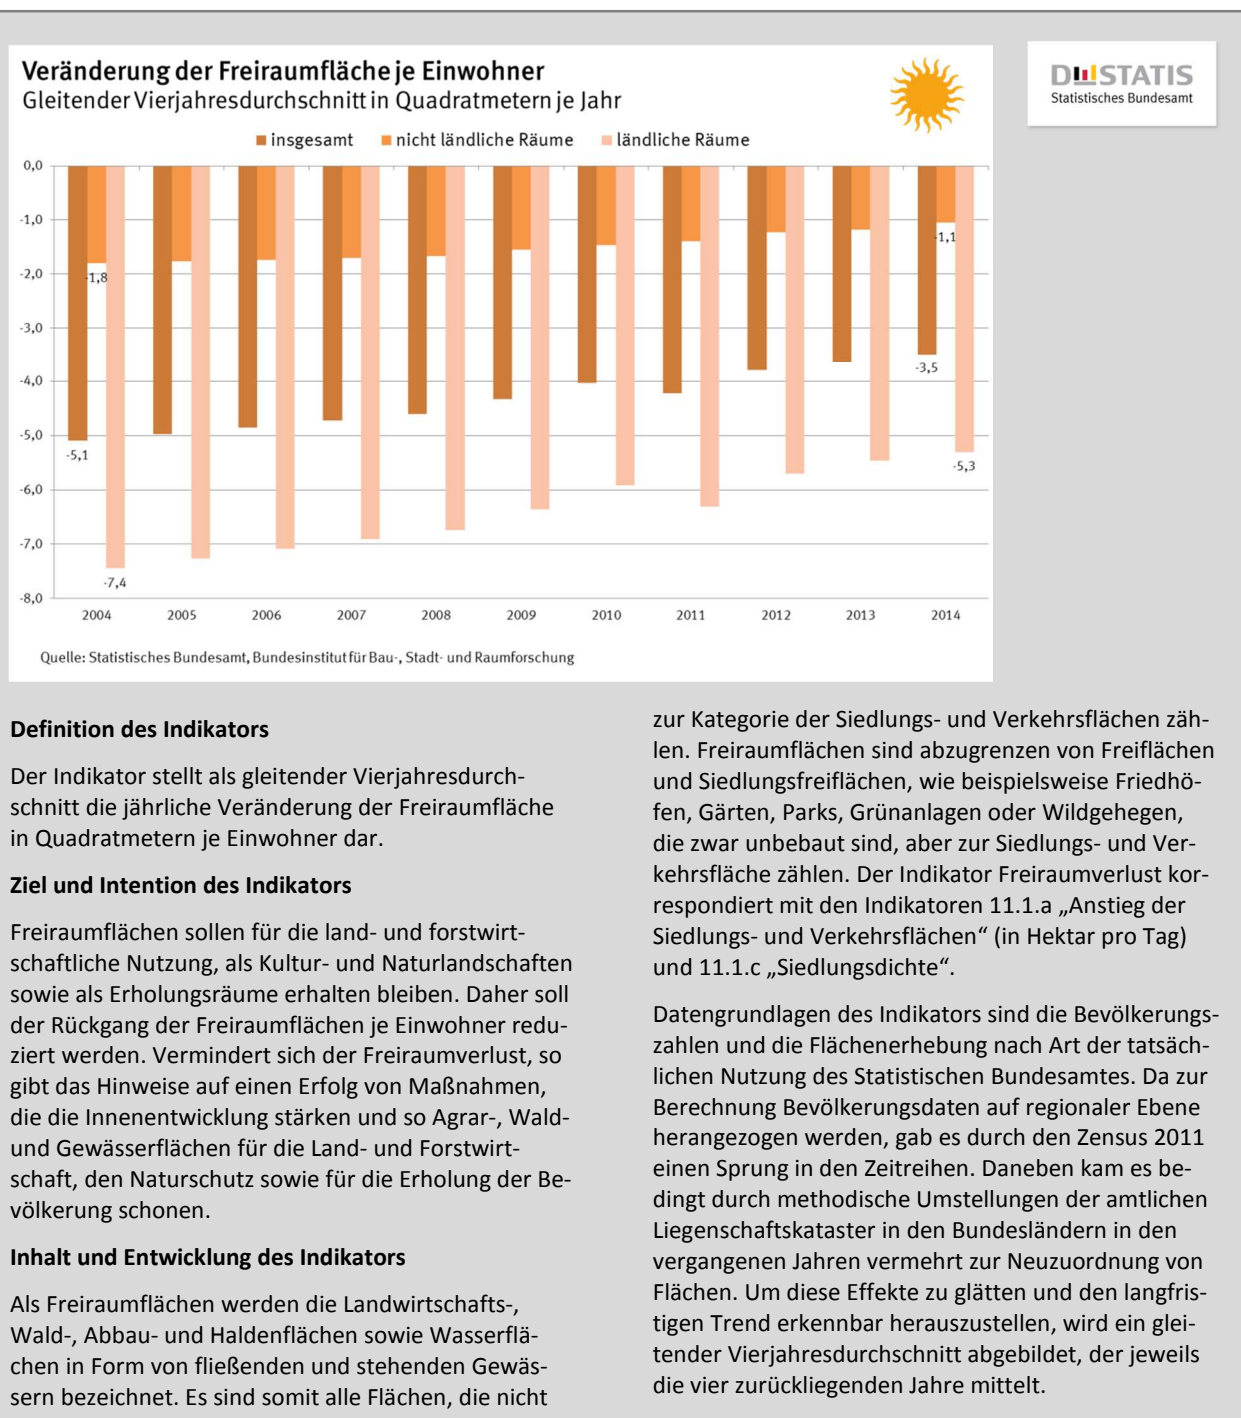 Veränderung der Freiraumfläche je Einwohner
Gleitender Vierjahresdurchschnitt in Quadratmetern je Jahr
DESTATIS
Statistisches Bundesamt
insgesamt nicht ländliche Räume ländliche Räume
0,0
-1,0
-2,0
-3,0
-4,0
-5,0
-6,0
-7,0
-8,0
-5,1
-1,8
-7,4
-3,5
-1,1
-5,3
2004 2005 2006 2007 2008 2009 2010 2011 2012 2013 2014
Quelle: Statistisches Bundesamt, Bundesinstitut für Bau-, Stadt- und Raumforschung
Definition des Indikators
Der Indikator stellt als gleitender Vierjahresdurch-
schnitt die jährliche Veränderung der Freiraumfläche
in Quadratmetern je Einwohner dar.
Ziel und Intention des Indikators
Freiraumflächen sollen für die land- und forstwirt-
schaftliche Nutzung, als Kultur- und Naturlandschaften
sowie als Erholungsräume erhalten bleiben. Daher soll
der Rückgang der Freiraumflächen je Einwohner redu-
ziert werden. Vermindert sich der Freiraumverlust, so
gibt das Hinweise auf einen Erfolg von Maßnahmen,
die die Innenentwicklung stärken und so Agrar-, Wald-
und Gewässerflächen für die Land- und Forstwirt-
schaft, den Naturschutz sowie für die Erholung der Be-
völkerung schonen.
Inhalt und Entwicklung des Indikators
Als Freiraumflächen werden die Landwirtschafts-,
Wald-, Abbau- und Haldenflächen sowie Wasserflä-
chen in Form von fließenden und stehenden Gewäs-
sern bezeichnet. Es sind somit alle Flächen, die nicht
zur Kategorie der Siedlungs- und Verkehrsflächen zäh-
len. Freiraumflächen sind abzugrenzen von Freiflächen
und Siedlungsfreiflächen, wie beispielsweise Friedhö-
fen, Gärten, Parks, Grünanlagen oder Wildgehegen,
die zwar unbebaut sind, aber zur Siedlungs- und Ver-
kehrsfläche zählen. Der Indikator Freiraumverlust kor-
respondiert mit den Indikatoren 11.1.a „Anstieg der
Siedlungs- und Verkehrsflächen“ (in Hektar pro Tag)
und 11.1.c „Siedlungsdichte“.
Datengrundlagen des Indikators sind die Bevölkerungs-
zahlen und die Flächenerhebung nach Art der tatsäch-
lichen Nutzung des Statistischen Bundesamtes. Da zur
Berechnung Bevölkerungsdaten auf regionaler Ebene
herangezogen werden, gab es durch den Zensus 2011
einen Sprung in den Zeitreihen. Daneben kam es be-
dingt durch methodische Umstellungen der amtlichen
Liegenschaftskataster in den Bundesländern in den
vergangenen Jahren vermehrt zur Neuzuordnung von
Flächen. Um diese Effekte zu glätten und den langfris-
tigen Trend erkennbar herauszustellen, wird ein glei-
tender Vierjahresdurchschnitt abgebildet, der jeweils
die vier zurückliegenden Jahre mittelt.